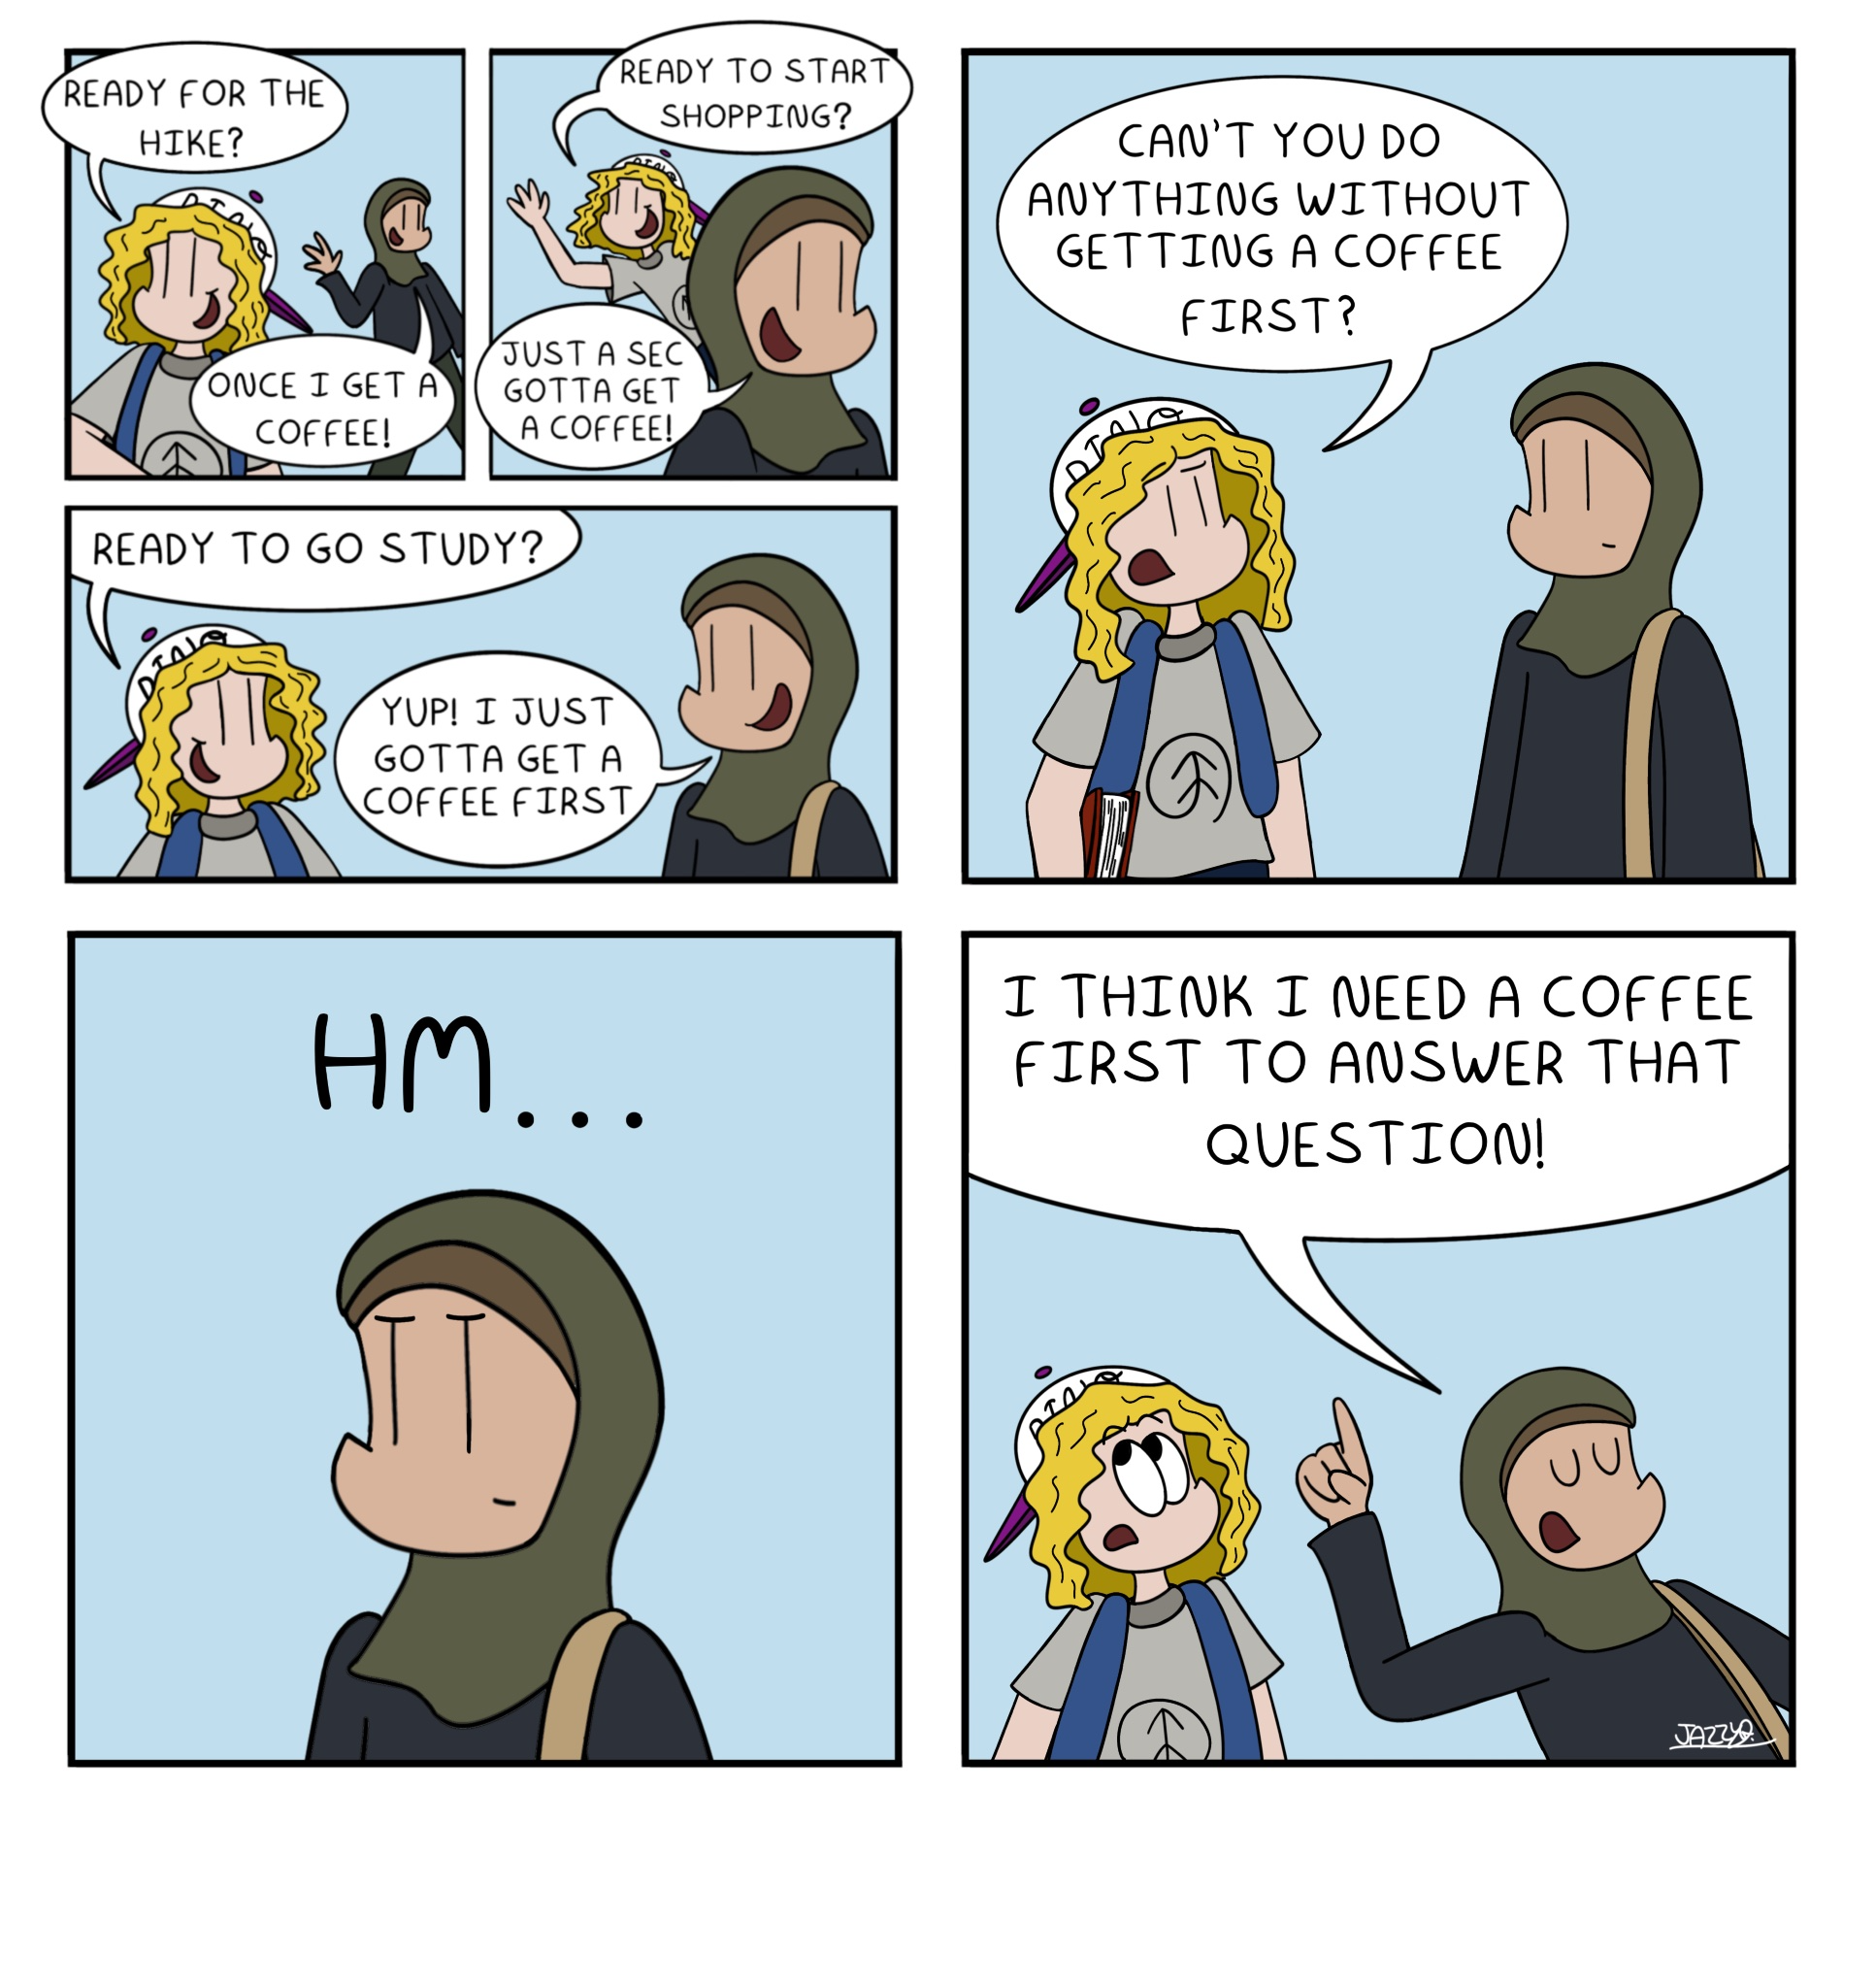 READY FOR THE
HIKE?
ONCE I GET A
COFFEE!
READY TO START
SHOPPING?
JUST A SEC
GOTTA GET
A COFFEE!
READY TO GO STUDY?
YUP! I JUST
GOTTA GET A
COFFEE FIRST
CAN'T YOU DO
ANYTHING WITHOUT
GETTING A COFFEE
FIRST?
HM...
I THINK I NEED A COFFEE
FIRST TO ANSWER THAT
QUESTION!